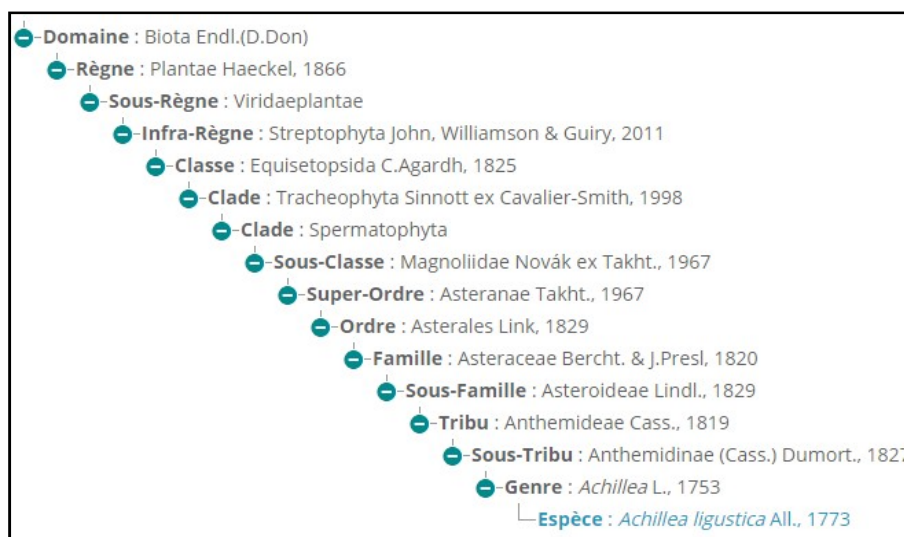 Domaine : Biota Endl.(D.Don)
Règne : Plantae Haeckel, 1866
Sous-Règne : Viridaeplantae
Infra-Règne : Streptophyta John, Williamson & Guiry, 2011
Classe : Equisetopsida C.Agardh, 1825
Clade : Tracheophyta Sinnott ex Cavalier-Smith, 1998
Clade : Spermatophyta
Sous-Classe : Magnoliidae Novák ex Takht., 1967
Super-Ordre : Asteranae Takht., 1967
Ordre : Asterales Link, 1829
Famille : Asteraceae Bercht. & J.Presl, 1820
Sous-Famille : Asteroideae Lindl., 1829
Tribu : Anthemideae Cass., 1819
Sous-Tribu : Anthemidinae (Cass.) Dumort., 1827
Genre : Achillea L., 1753
Espèce : Achillea ligustica All., 1773